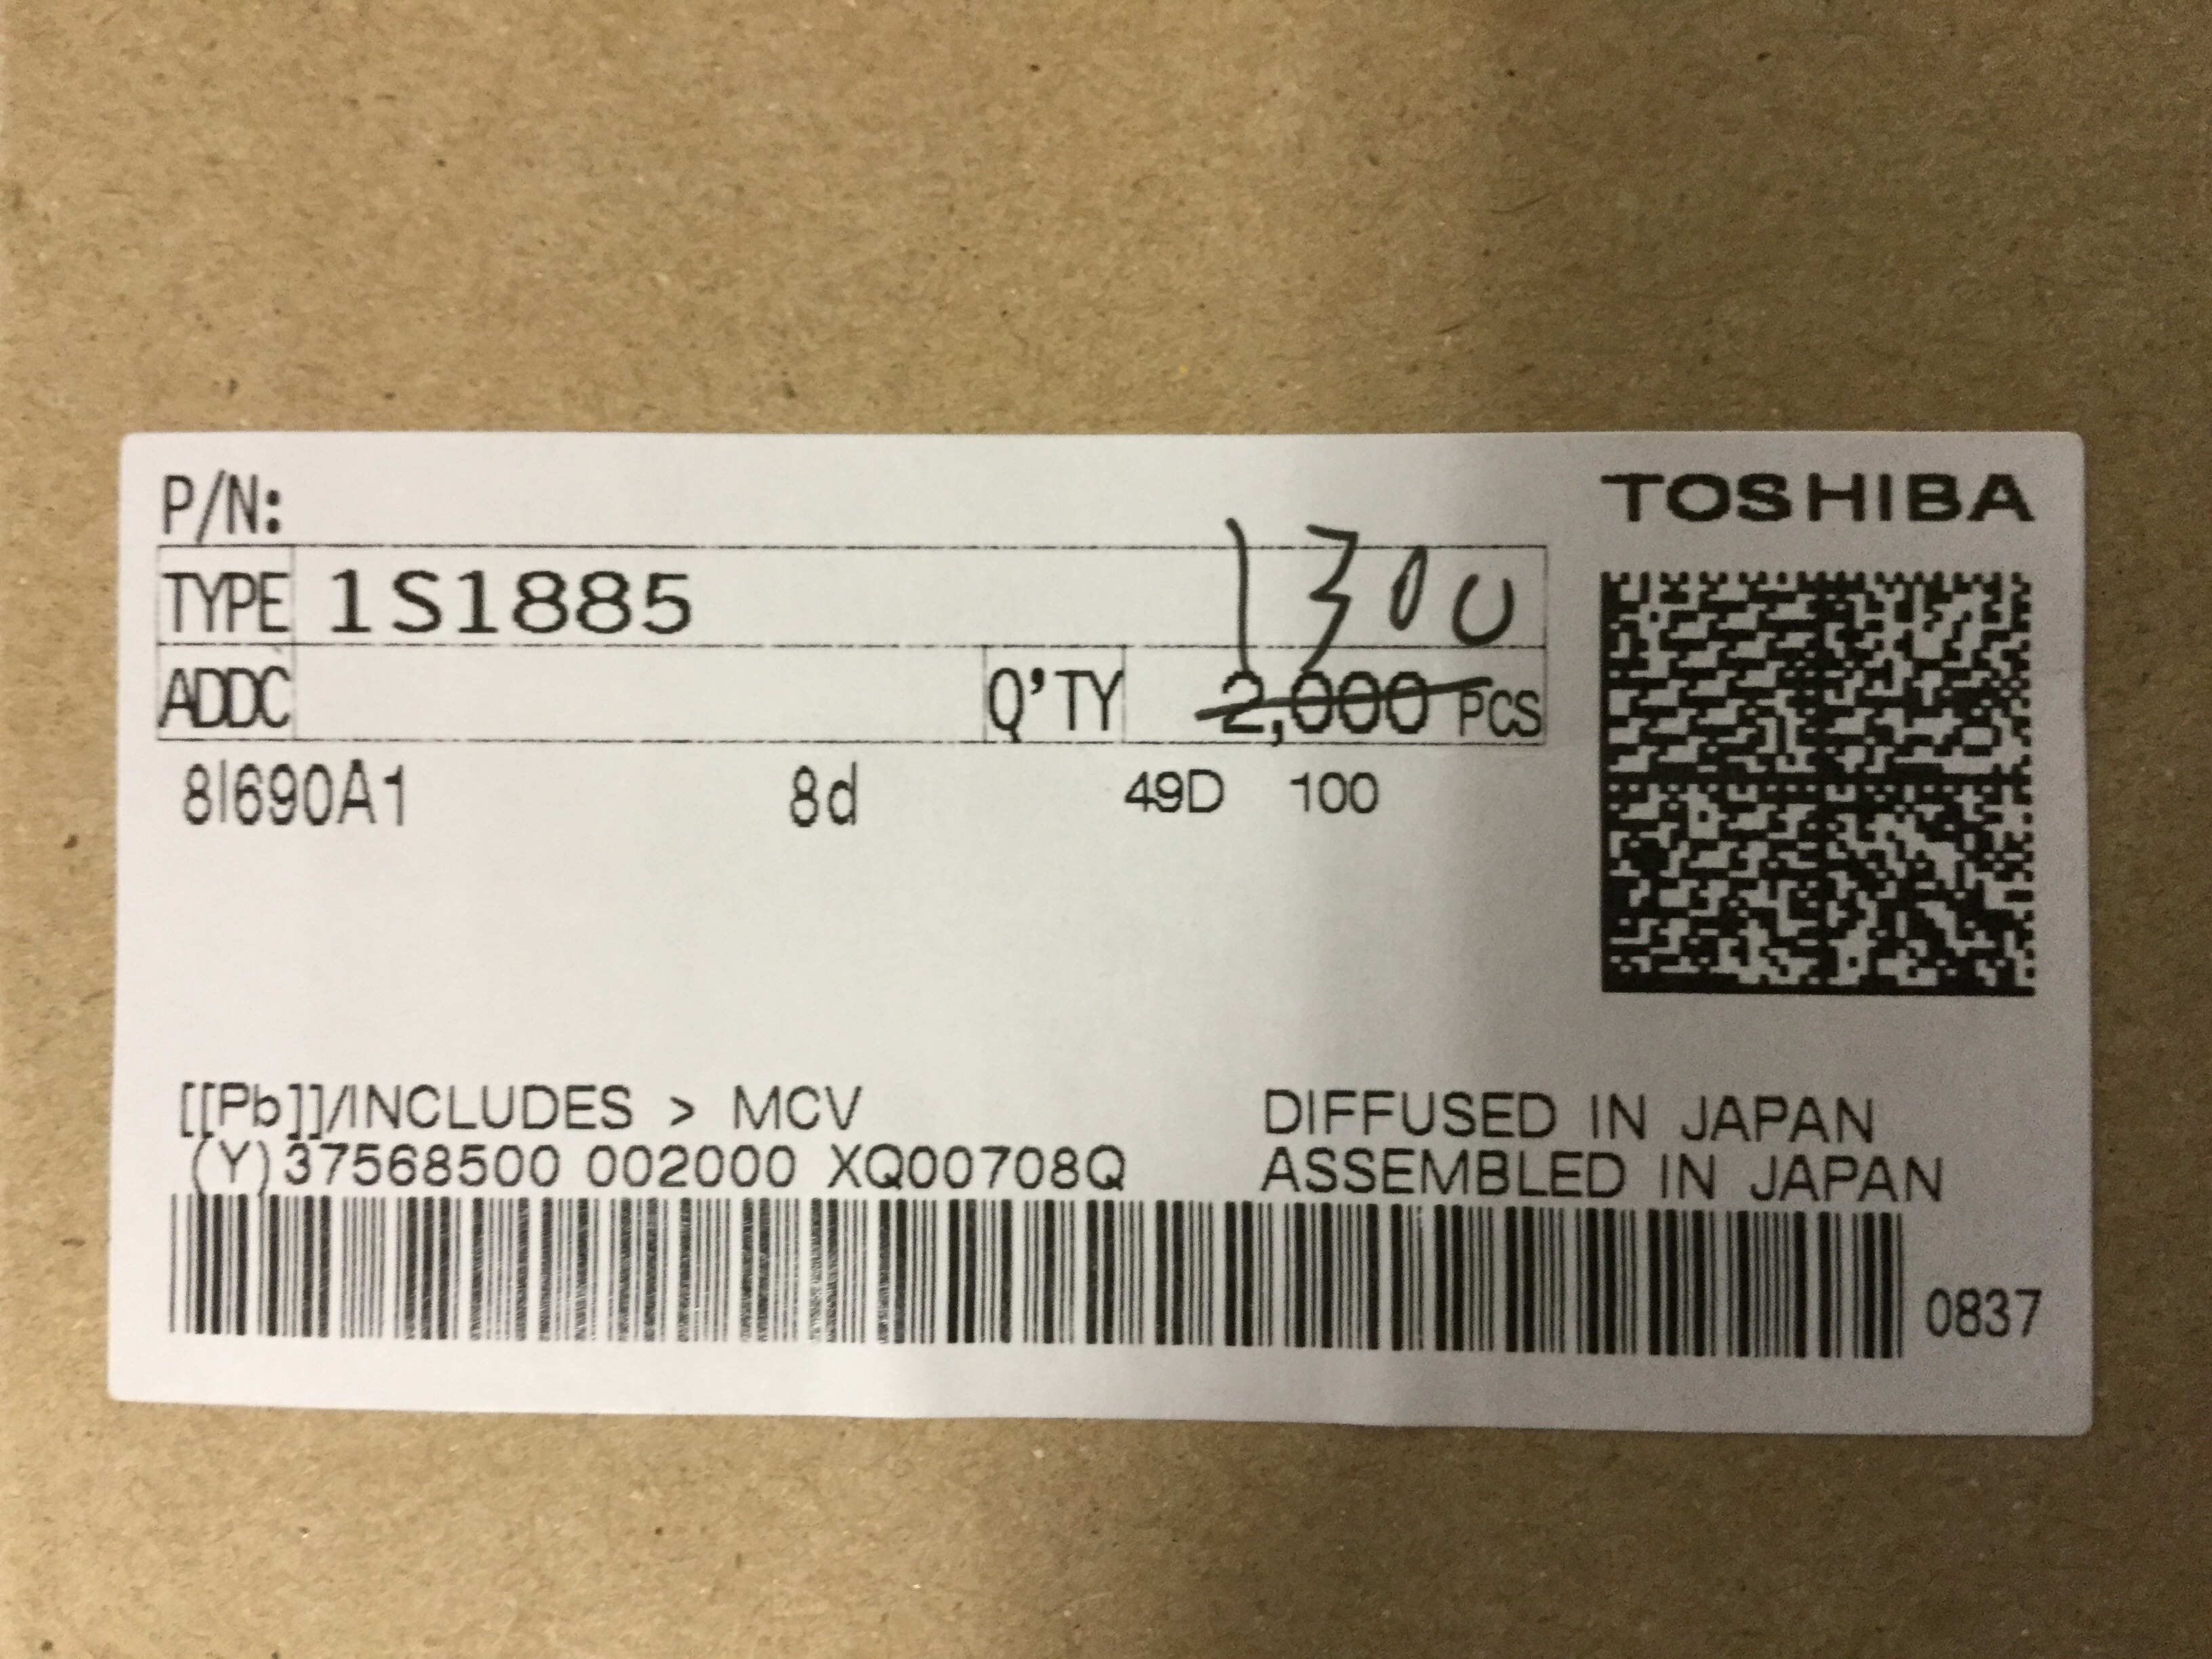 P/N:
TOSHIBA
TYPE 1S1885
1300
ADDC Q'TY 2,000 PCS
8I690A1 8d 49D 100
[[Pb]]/INCLUDES > MCV
DIFFUSED IN JAPAN
(Y)37568500 002000 XQ00708Q
ASSEMBLED IN JAPAN
0837